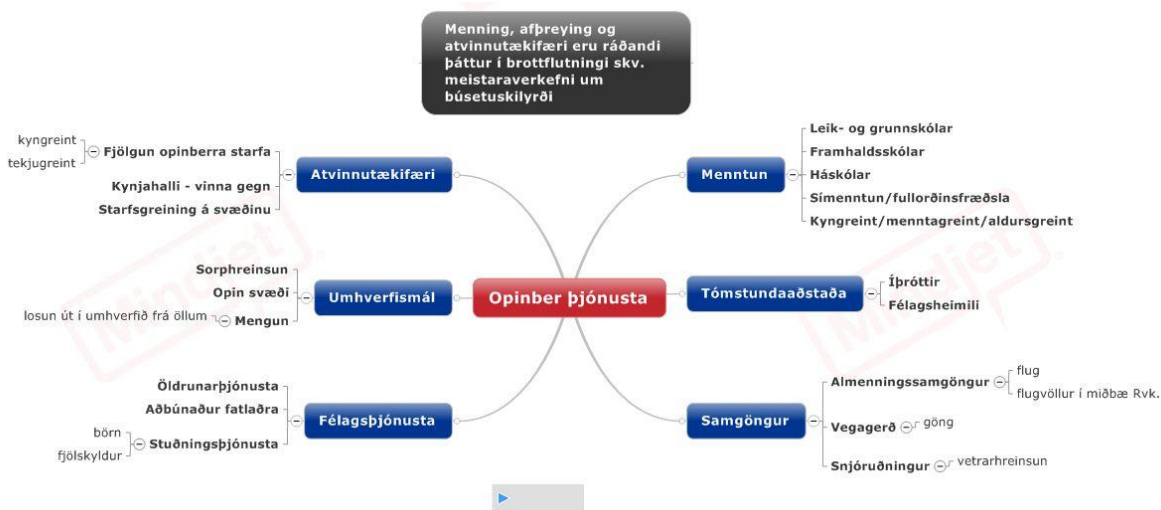 Menning, afþreying og
atvinnutækifæri eru ráðandi
þáttur í brottflutningi skv.
meistaraverkefni um
búsetuskilyrði
Opinber þjónusta
Atvinnutækifæri
Fjölgun opinberra starfa
kyngreint
tekjugreint
Kynjahalli - vinna gegn
Starfsgreining á svæðinu
Umhverfismál
Sorphreinsun
Opin svæði
Mengun
losun út í umhverfið frá öllum
Félagsþjónusta
Öldrunarþjónusta
Aðbúnaður fatlaðra
Stuðningsþjónusta
börn
fjölskyldur
Menntun
Leik- og grunnskólar
Framhaldsskólar
Háskólar
Símenntun/fullorðinsfræðsla
Kyngreint/menntagreint/aldursgreint
Tómstundaaðstaða
Íþróttir
Félagsheimili
Samgöngur
Almenningssamgöngur
flug
flugvöllur í miðbæ Rvk.
Vegagerð
göng
Snjóruðningur
vetrarhreinsun
Mindjet
Mindjet